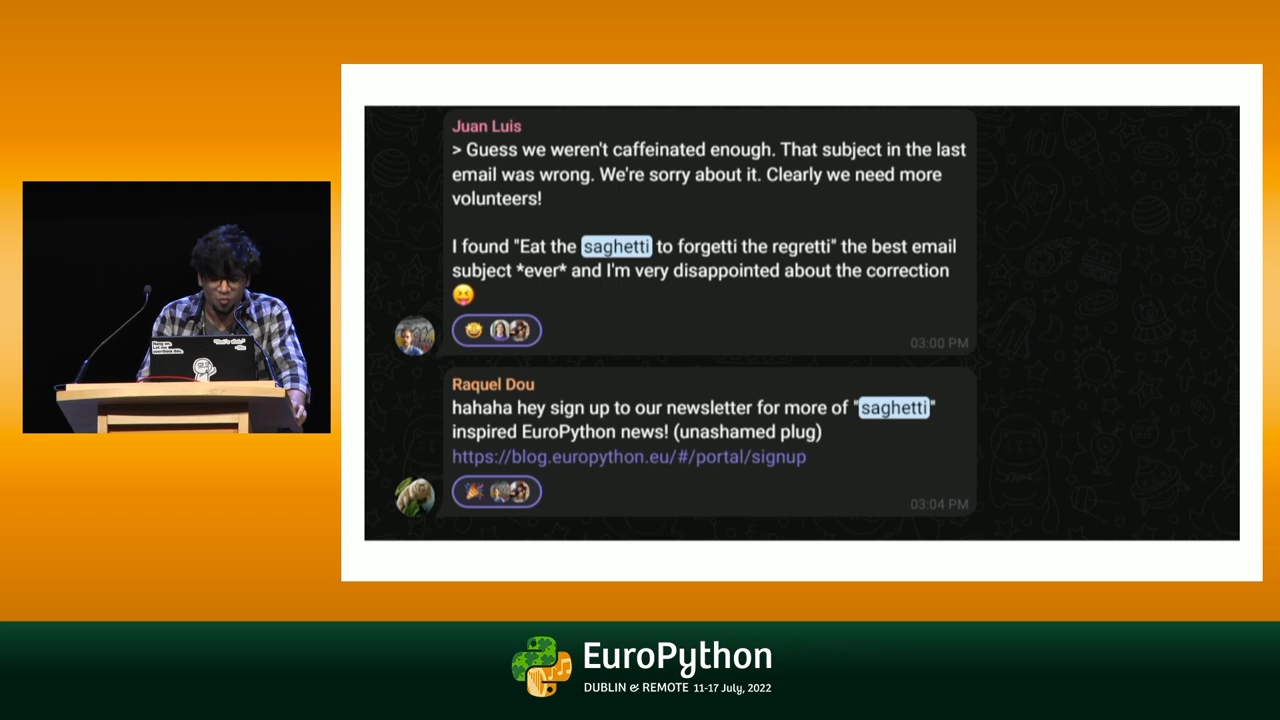 Juan Luis
> Guess we weren't caffeinated enough. That subject in the last
email was wrong. We're sorry about it. Clearly we need more
volunteers!
I found "Eat the saghetti to forgetti the regretti" the best email
subject *ever* and I'm very disappointed about the correction
03:00 PM
Raquel Dou
hahaha hey sign up to our newsletter for more of "saghetti"
inspired EuroPython news! (unashamed plug)
https://blog.europython.eu/#/portal/signup
03:04 PM
EuroPython
DUBLIN & REMOTE 11-17 July, 2022